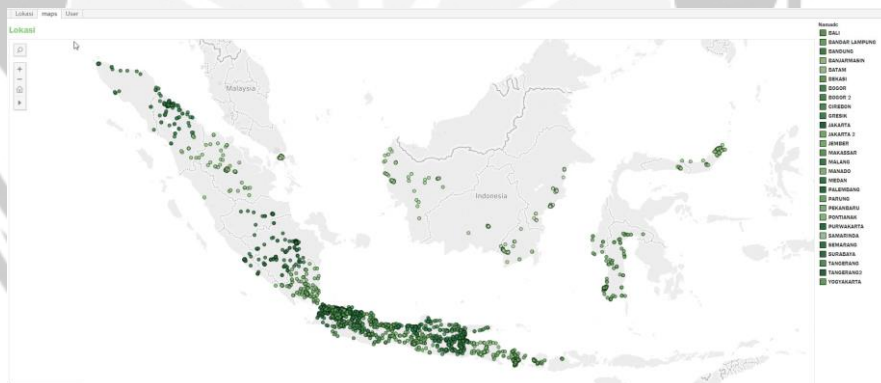 Lokasi maps User
Lokasi
Malaysia
Indonesia
Namadc
BALI
BANDAR LAMPUNG
BANDUNG
BANJARMASIN
BATAM
BEKASI
BOGOR
BOGOR 2
CIREBON
GRESIK
JAKARTA
JAKARTA 2
JEMBER
MAKASSAR
MALANG
MANADO
MEDAN
PALEMBANG
PARUNG
PEKANBARU
PONTIANAK
PURWAKARTA
SAMARINDA
SEMARANG
SURABAYA
TANGERANG
TANGERANG2
YOGYAKARTA